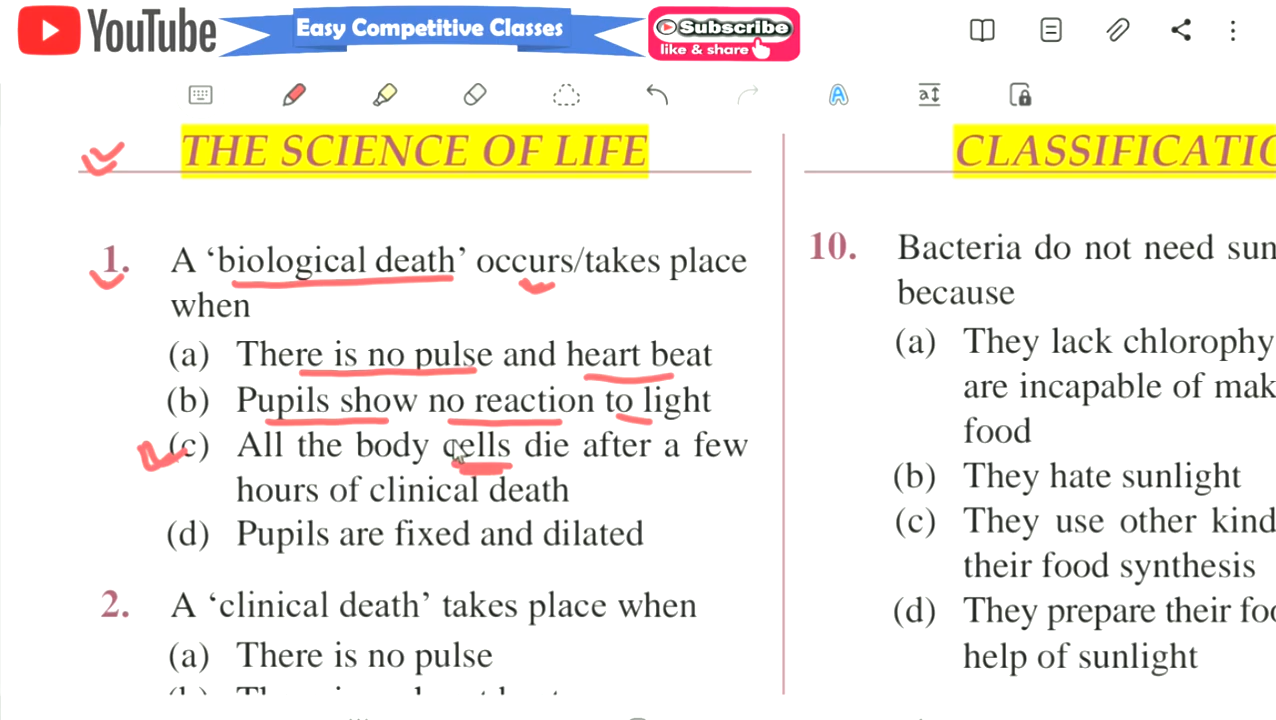 YouTube
Easy Competitive Classes
Subscribe
like & share
THE SCIENCE OF LIFE
1. A ‘biological death’ occurs/takes place
when
(a) There is no pulse and heart beat
(b) Pupils show no reaction to light
(c) All the body cells die after a few
hours of clinical death
(d) Pupils are fixed and dilated
2. A ‘clinical death’ takes place when
(a) There is no pulse
CLASSIFICATIO
10. Bacteria do not need sun
because
(a) They lack chlorophy
are incapable of mak
food
(b) They hate sunlight
(c) They use other kind
their food synthesis
(d) They prepare their foo
help of sunlight